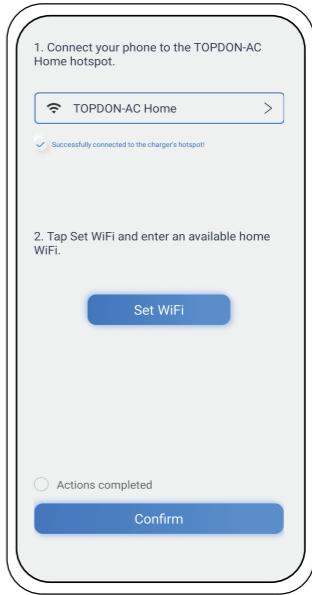 1. Connect your phone to the TOPDON-AC
Home hotspot.
TOPDON-AC Home
Successfully connected to the charger's hotspot!
2. Tap Set WiFi and enter an available home
WiFi.
Set WiFi
Actions completed
Confirm